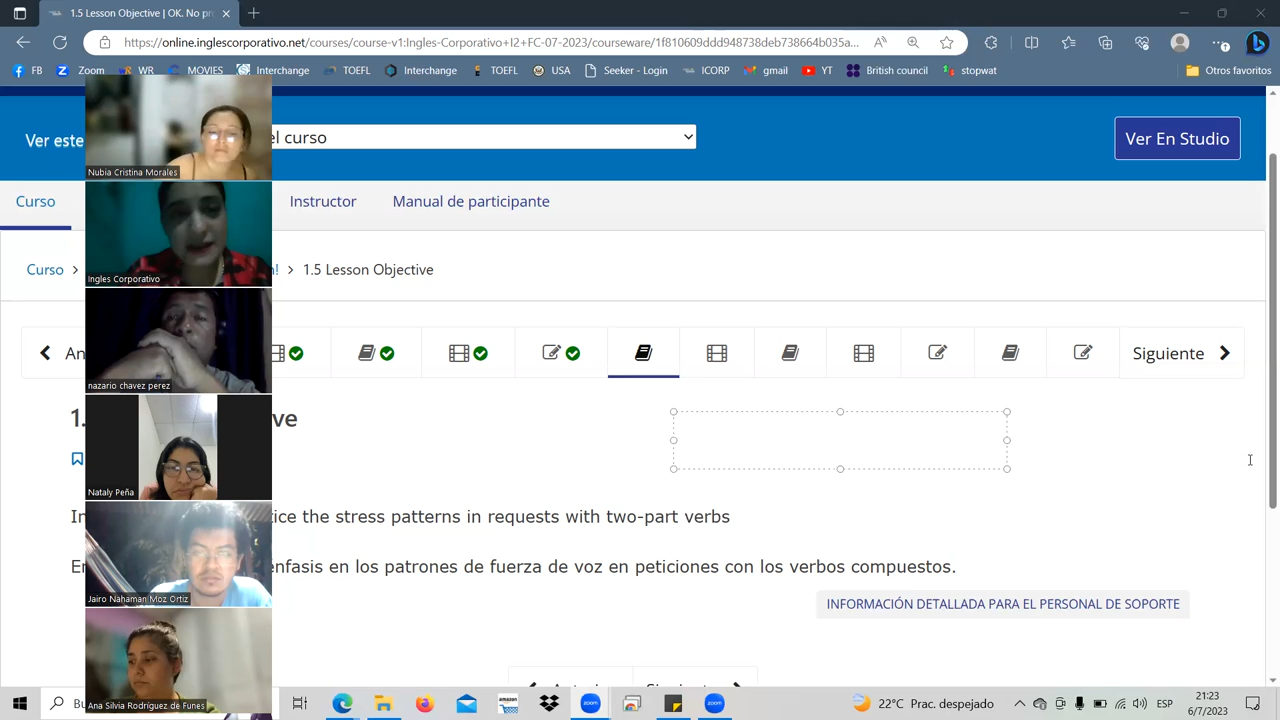 1.5 Lesson Objective | OK. No pr
https://online.inglescorporativo.net/courses/course-v1:Ingles-Corporativo+I2+FC-07-2023/courseware/1f810609ddd948738deb738664b035a...
FB Zoom WR MOVIES Interchange TOEFL Interchange TOEFL USA Seeker - Login ICORP gmail YT British council stopwat Otros favoritos
Ver este el curso Ver En Studio
Nubia Cristina Morales
Curso Instructor Manual de participante
Curso 1.5 Lesson Objective
Ingles Corporativo
An Siguiente
nazario chavez perez
1. ve
Nataly Peña
In ice the stress patterns in requests with two-part verbs
En énfasis en los patrones de fuerza de voz en peticiones con los verbos compuestos.
Jairo Nahaman Moz Ortiz
INFORMACIÓN DETALLADA PARA EL PERSONAL DE SOPORTE
Ana Silvia Rodríguez de Funes
22°C Prac. despejado ESP 21:23
6/7/2023